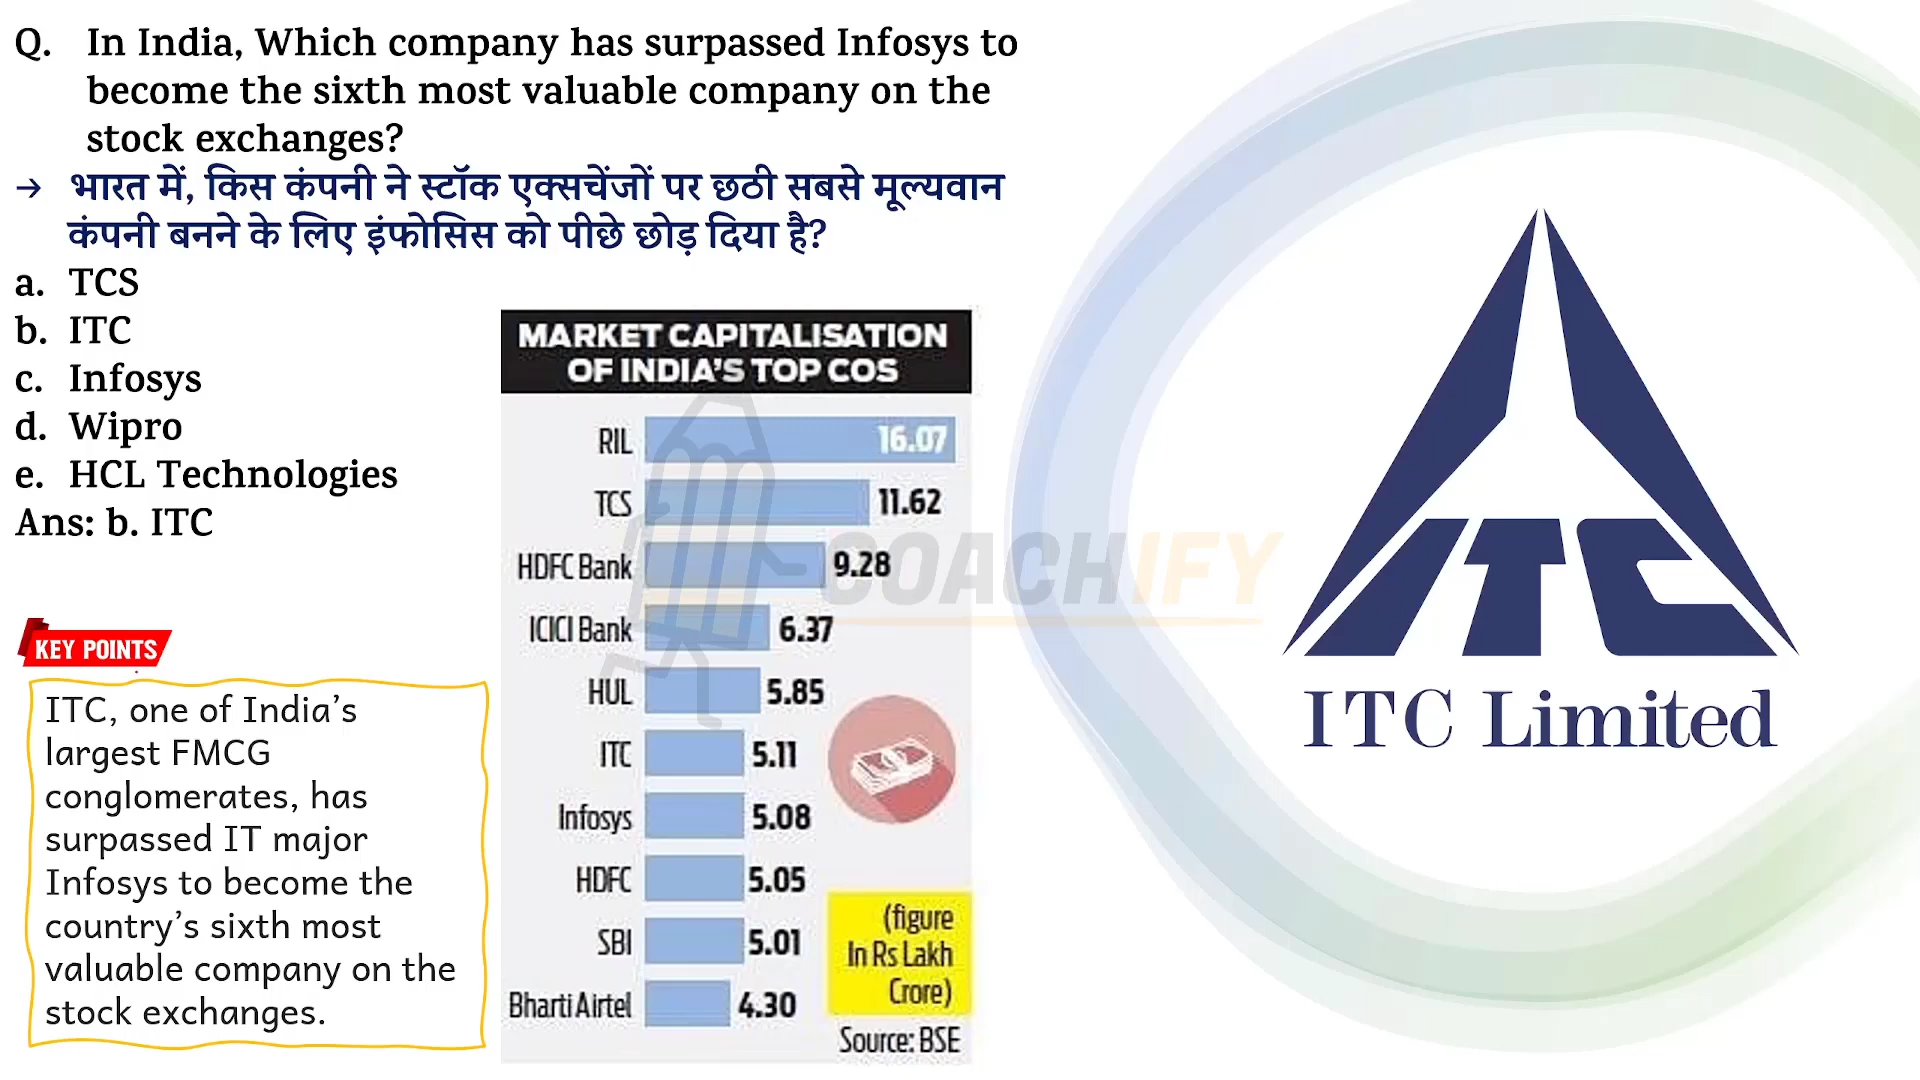 Q. In India, Which company has surpassed Infosys to
become the sixth most valuable company on the
stock exchanges?
→ भारत में, किस कंपनी ने स्टॉक एक्सचेंजों पर छठी सबसे मूल्यवान
कंपनी बनने के लिए इंफोसिस को पीछे छोड़ दिया है?
a. TCS
b. ITC
c. Infosys
d. Wipro
e. HCL Technologies
Ans: b. ITC
KEY POINTS
ITC, one of India’s
largest FMCG
conglomerates, has
surpassed IT major
Infosys to become the
country’s sixth most
valuable company on the
stock exchanges.
MARKET CAPITALISATION
OF INDIA'S TOP COS
RIL 16.07
TCS 11.62
HDFC Bank 9.28
ICICI Bank 6.37
HUL 5.85
ITC 5.11
Infosys 5.08
HDFC 5.05
SBI 5.01
Bharti Airtel 4.30
(figure
In Rs Lakh
Crore)
Source: BSE
COACHIFY
ITC
ITC Limited